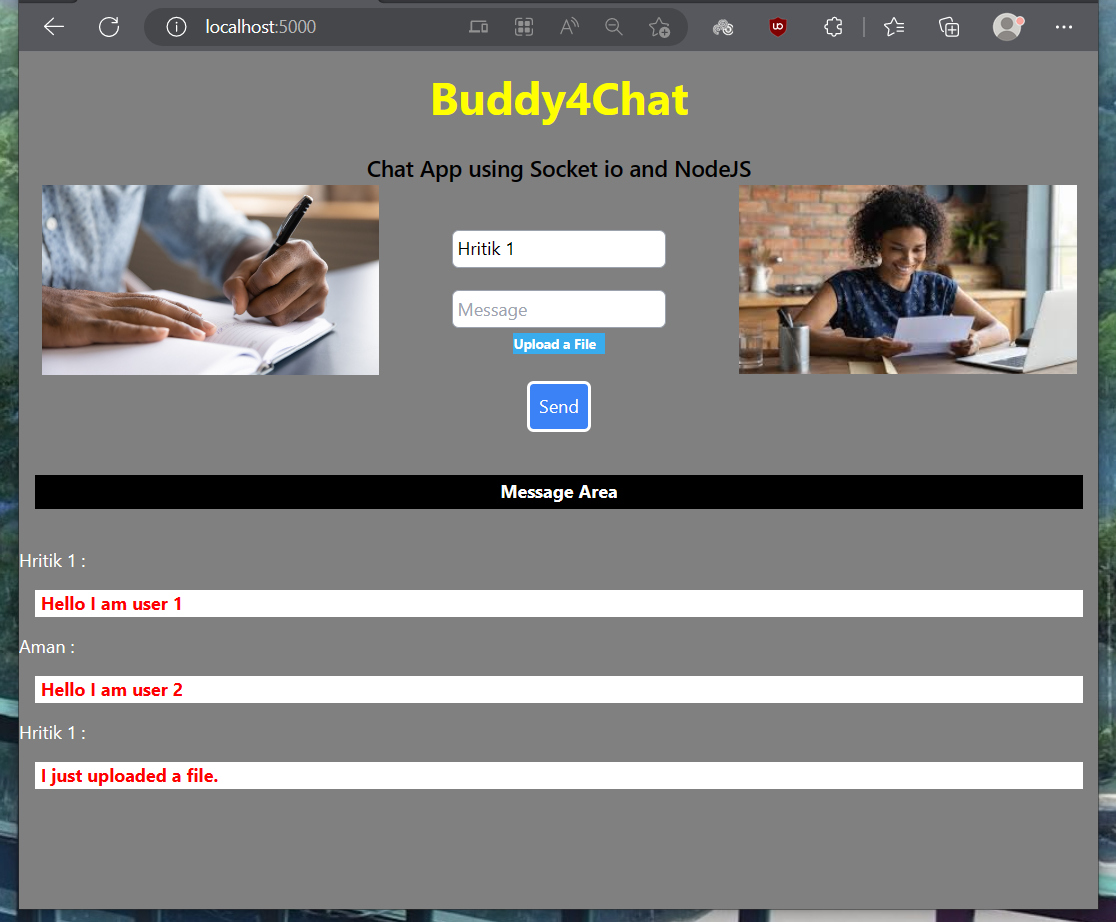 localhost:5000
Buddy4Chat
Chat App using Socket io and NodeJS
Hritik 1
Message
Upload a File
Send
Message Area
Hritik 1 :
Hello I am user 1
Aman :
Hello I am user 2
Hritik 1 :
I just uploaded a file.